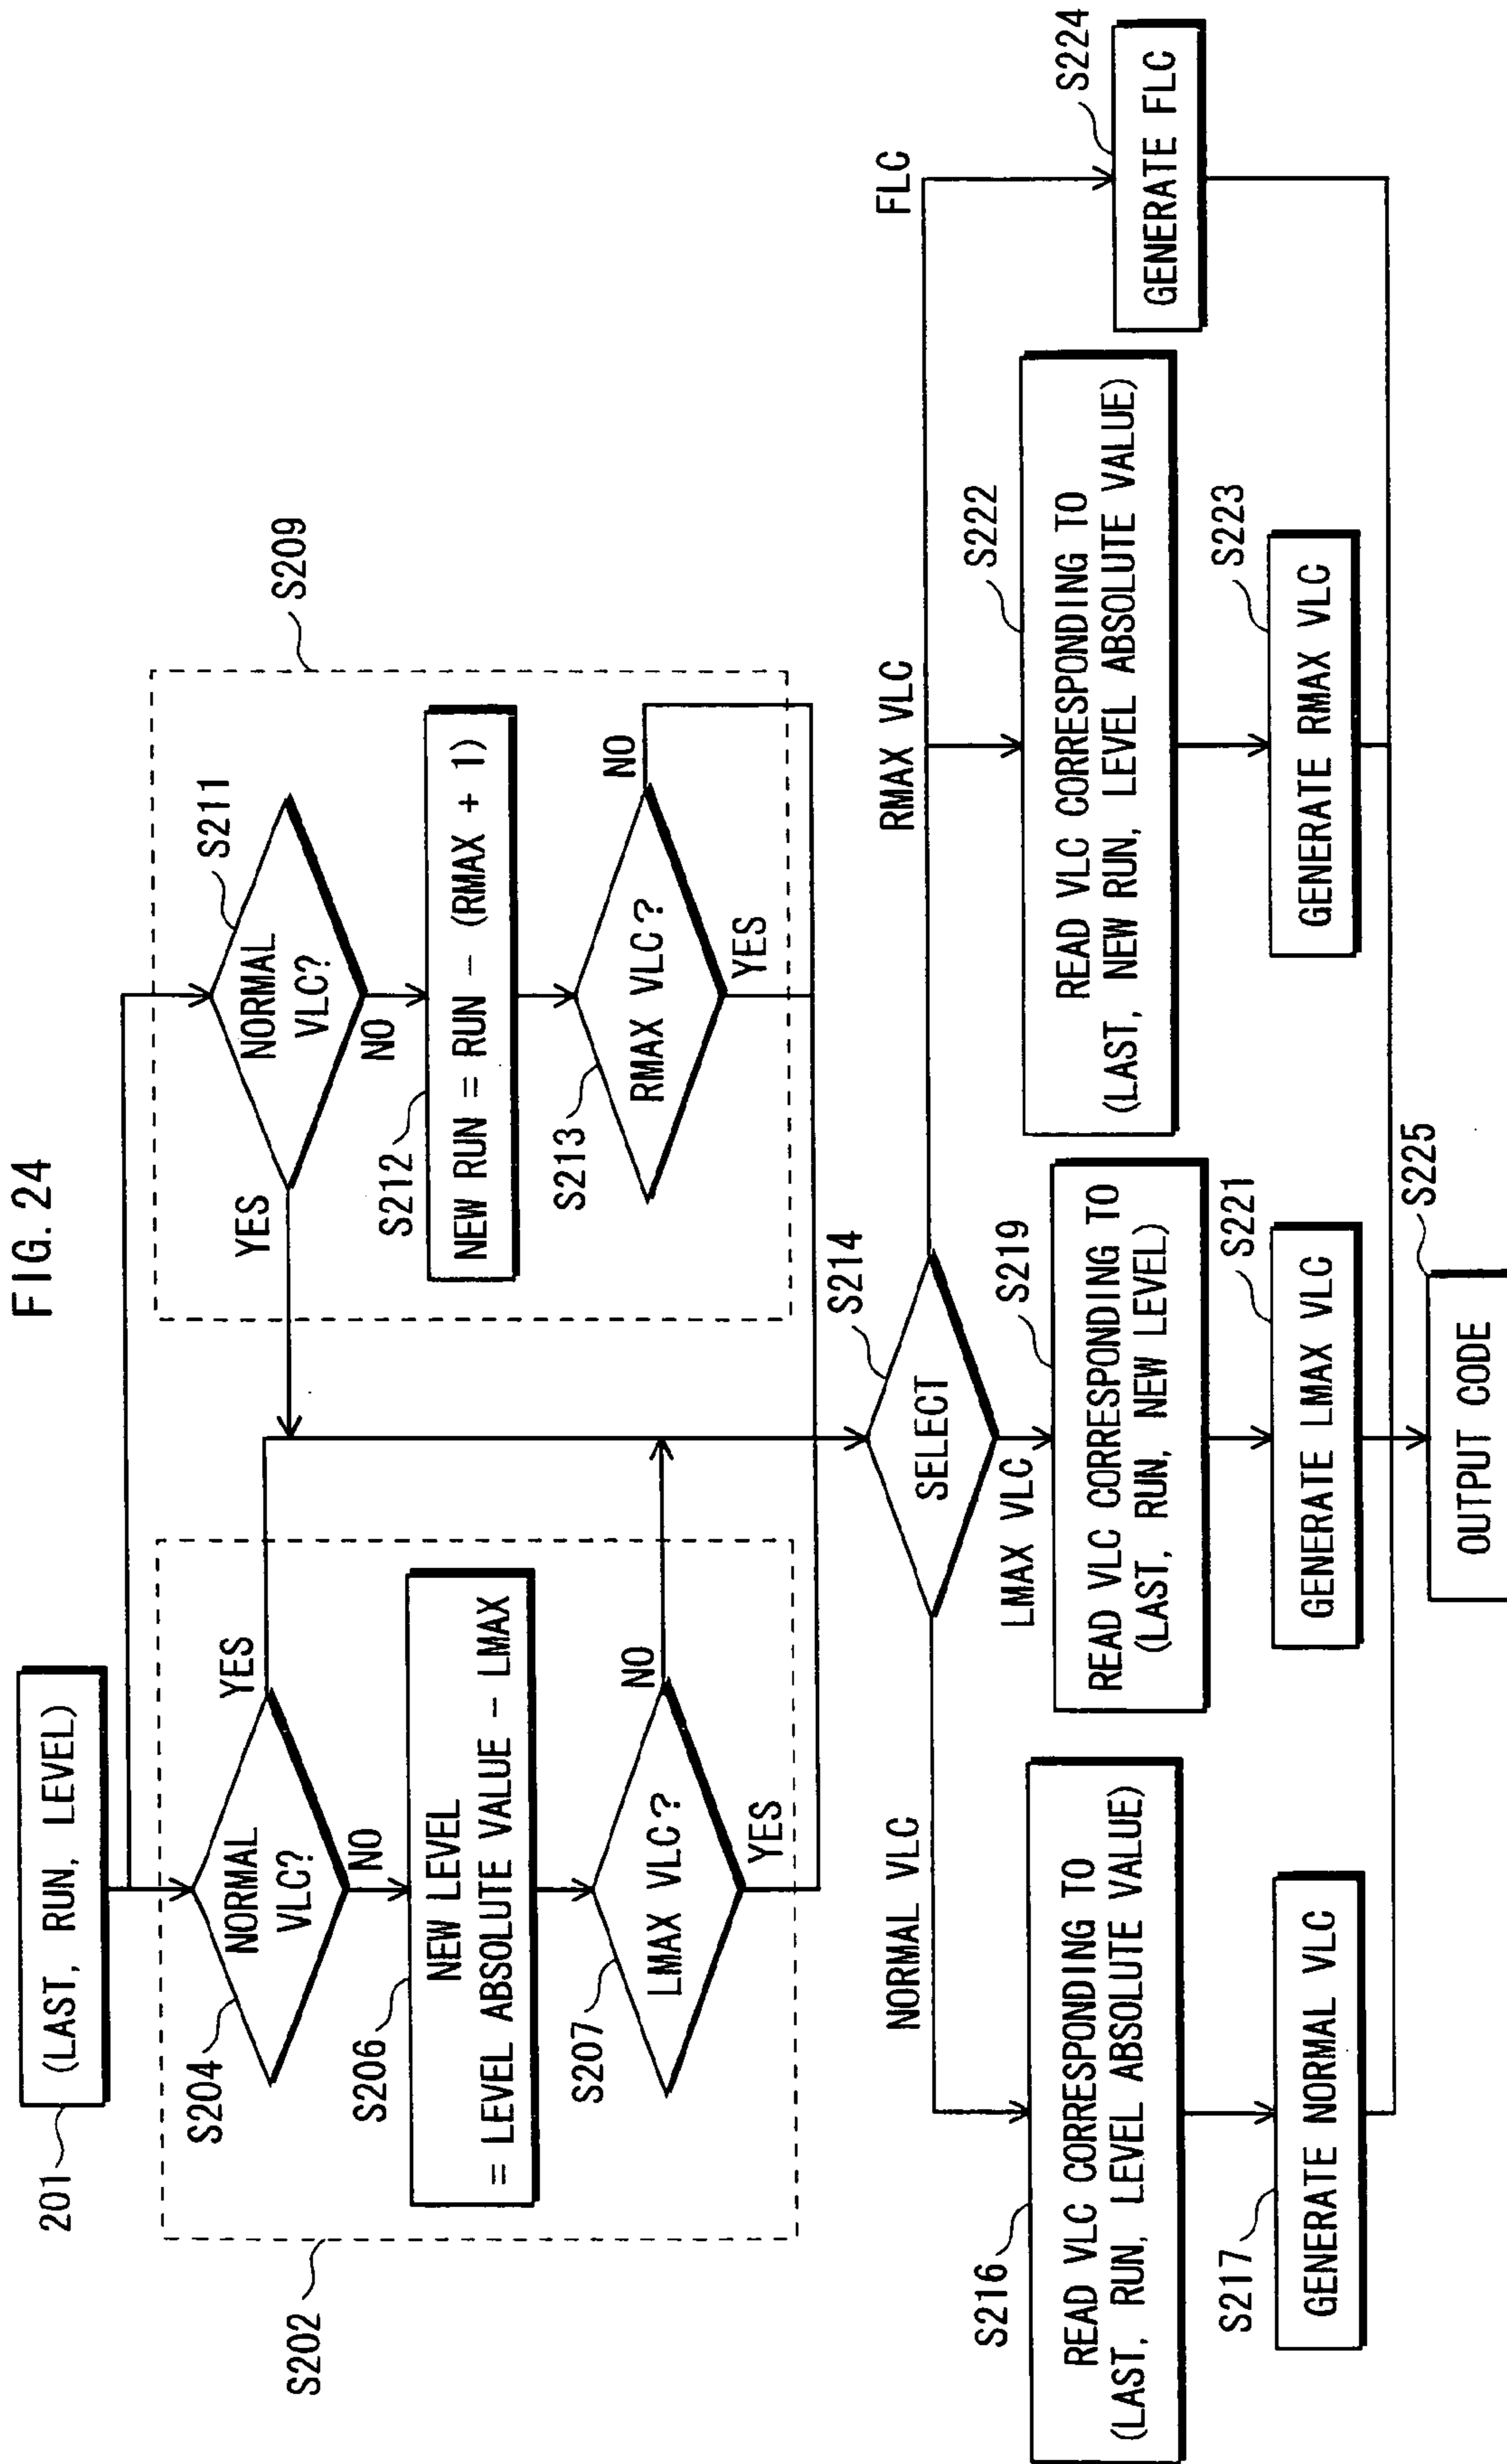 FIG. 24
201
(LAST, RUN, LEVEL)
S202
S204
NORMAL
VLC?
YES
NO
S206
NEW LEVEL
= LEVEL ABSOLUTE VALUE - LMAX
S207
LMAX VLC?
NO
YES
S209
S211
NORMAL
VLC?
YES
NO
S212
NEW RUN = RUN - (RMAX + 1)
S213
RMAX VLC?
NO
YES
S214
SELECT
NORMAL VLC
LMAX VLC
RMAX VLC
FLC
S216
READ VLC CORRESPONDING TO
(LAST, RUN, LEVEL ABSOLUTE VALUE)
S217
GENERATE NORMAL VLC
S219
READ VLC CORRESPONDING TO
(LAST, RUN, NEW LEVEL)
S221
GENERATE LMAX VLC
S222
READ VLC CORRESPONDING TO
(LAST, NEW RUN, LEVEL ABSOLUTE VALUE)
S223
GENERATE RMAX VLC
S224
GENERATE FLC
S225
OUTPUT CODE